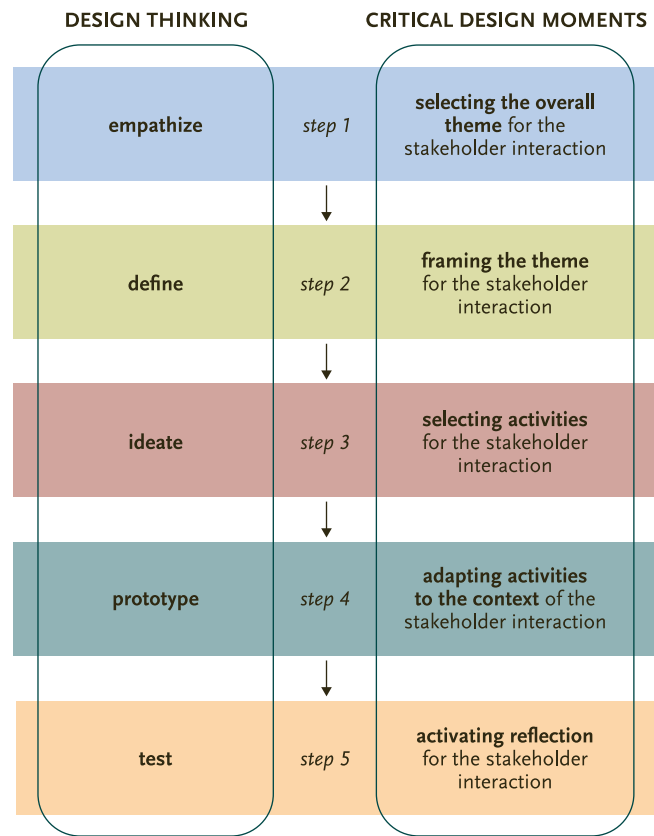 DESIGN THINKING
CRITICAL DESIGN MOMENTS
empathize
step 1
selecting the overall
theme for the
stakeholder interaction
define
step 2
framing the theme
for the stakeholder
interaction
ideate
step 3
selecting activities
for the stakeholder
interaction
prototype
step 4
adapting activities
to the context of the
stakeholder interaction
test
step 5
activating reflection
for the stakeholder
interaction